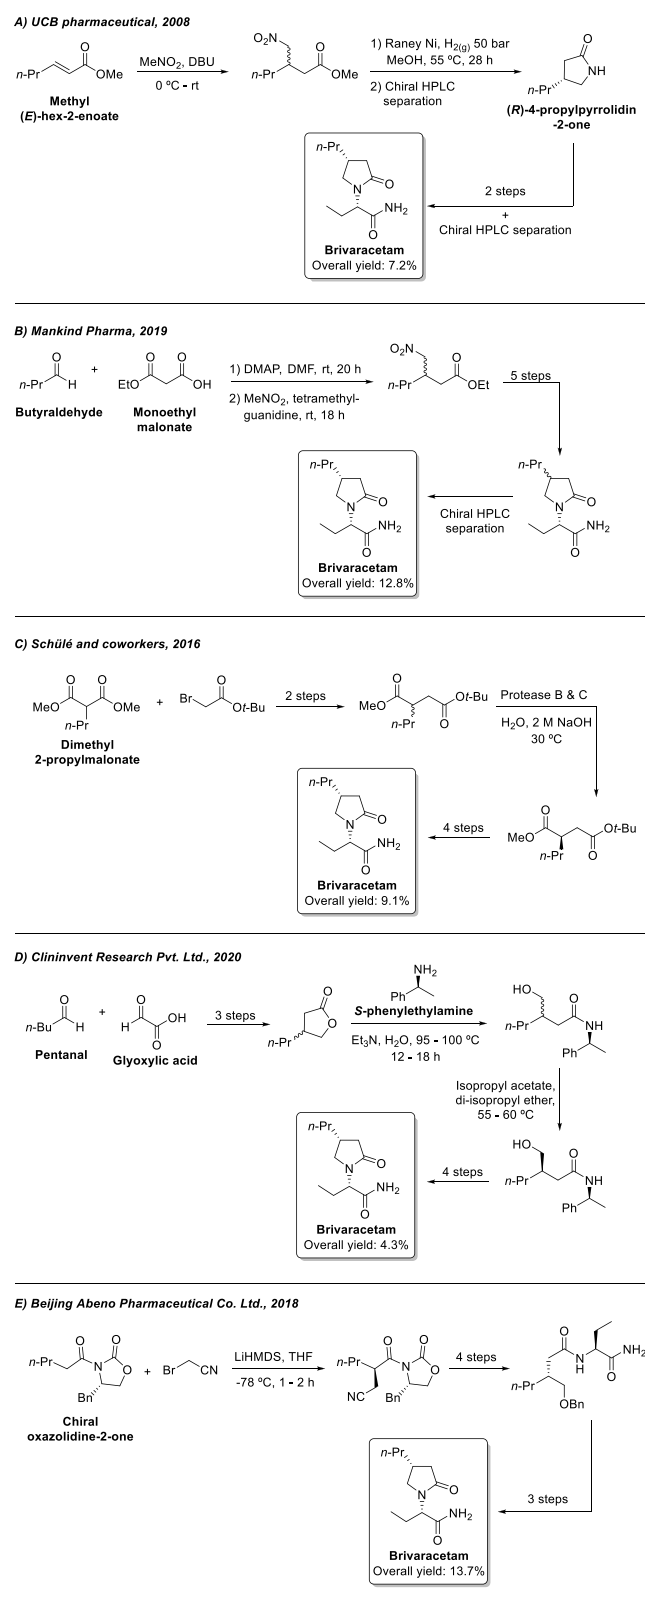 A) UCB pharmaceutical, 2008
n-Pr
O
OMe
Methyl
(E)-hex-2-enoate
MeNO2, DBU
0 ºC - rt
O2N
n-Pr
O
OMe
1) Raney Ni, H2(g) 50 bar
MeOH, 55 ºC, 28 h
2) Chiral HPLC
separation
O
NH
n-Pr
(R)-4-propylpyrrolidin
-2-one
2 steps
+
Chiral HPLC separation
n-Pr
N
O
NH2
O
Brivaracetam
Overall yield: 7.2%
B) Mankind Pharma, 2019
O
n-Pr
H
Butyraldehyde
+
O
O
EtO
OH
Monoethyl
malonate
1) DMAP, DMF, rt, 20 h
2) MeNO2, tetramethyl-
guanidine, rt, 18 h
O2N
n-Pr
O
OEt
5 steps
n-Pr
N
O
NH2
O
Chiral HPLC
separation
n-Pr
N
O
NH2
O
Brivaracetam
Overall yield: 12.8%
C) Schülé and coworkers, 2016
O
O
MeO
OMe
n-Pr
Dimethyl
2-propylmalonate
+
Br
O
Ot-Bu
2 steps
O
MeO
n-Pr
Ot-Bu
O
Protease B & C
H2O, 2 M NaOH
30 ºC
O
MeO
n-Pr
Ot-Bu
O
4 steps
n-Pr
N
O
NH2
O
Brivaracetam
Overall yield: 9.1%
D) Clininvent Research Pvt. Ltd., 2020
O
n-Bu
H
Pentanal
+
O
H
OH
O
Glyoxylic acid
3 steps
O
O
n-Pr
NH2
Ph
S-phenylethylamine
Et3N, H2O, 95 - 100 ºC
12 - 18 h
HO
n-Pr
O
NH
Ph
Isopropyl acetate,
di-isopropyl ether,
55 - 60 ºC
HO
n-Pr
O
NH
Ph
4 steps
n-Pr
N
O
NH2
O
Brivaracetam
Overall yield: 4.3%
E) Beijing Abeno Pharmaceutical Co. Ltd., 2018
O
O
n-Pr
N
O
Bn
Chiral
oxazolidine-2-one
+
Br
CN
LiHMDS, THF
-78 ºC, 1 - 2 h
O
O
n-Pr
N
O
NC
Bn
4 steps
O
N
H
NH2
O
n-Pr
OBn
3 steps
n-Pr
N
O
NH2
O
Brivaracetam
Overall yield: 13.7%